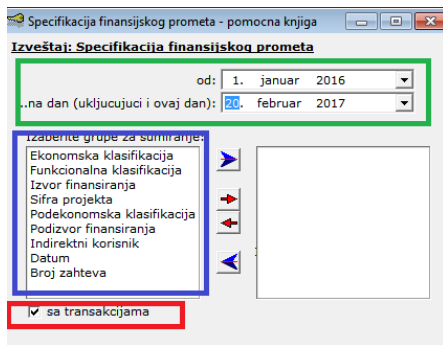 Specifikacija finansijskog prometa - pomocna knjiga
Izveštaj: Specifikacija finansijskog prometa
od: 1. januar 2016
..na dan (ukljucujuci i ovaj dan): 20. februar 2017
Izaberite grupe za sumiranje:
Ekonomska klasifikacija
Funkcionalna klasifikacija
Izvor finansiranja
Sifra projekta
Podekonomska klasifikacija
Podizvor finansiranja
Indirektni korisnik
Datum
Broj zahteva
sa transakcijama